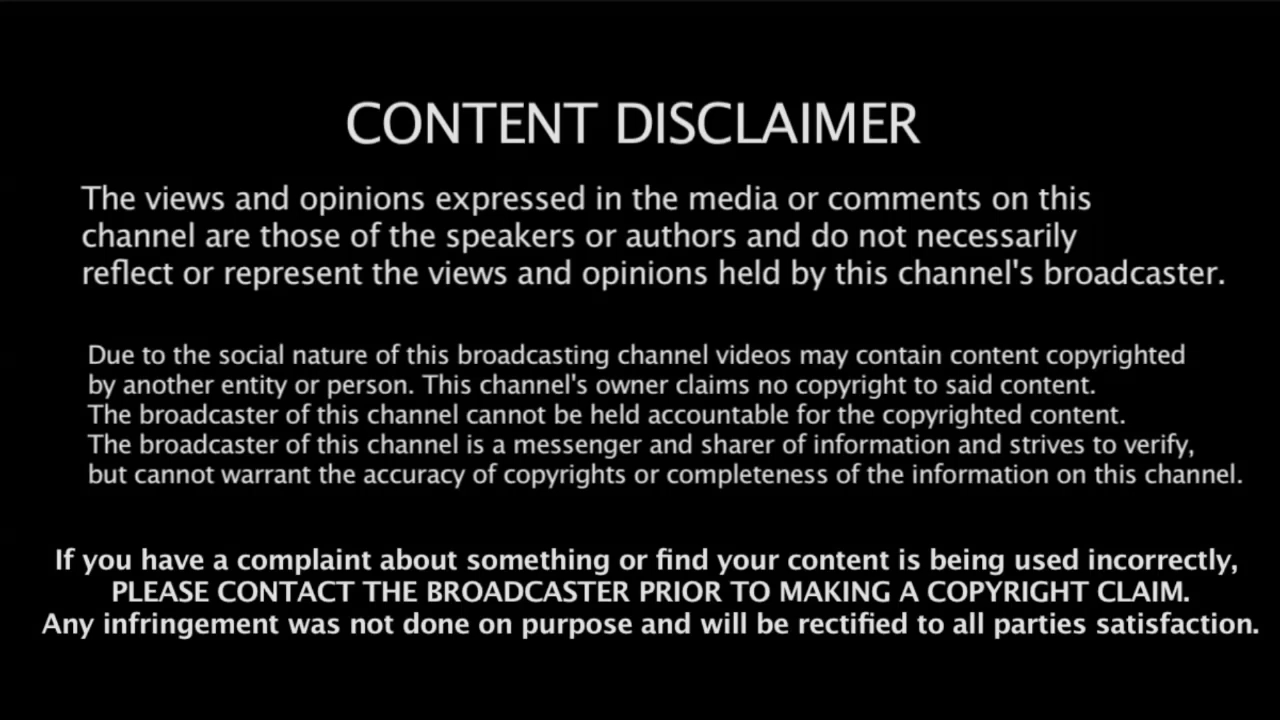 CONTENT DISCLAIMER
The views and opinions expressed in the media or comments on this
channel are those of the speakers or authors and do not necessarily
reflect or represent the views and opinions held by this channel's broadcaster.
Due to the social nature of this broadcasting channel videos may contain content copyrighted
by another entity or person. This channel's owner claims no copyright to said content.
The broadcaster of this channel cannot be held accountable for the copyrighted content.
The broadcaster of this channel is a messenger and sharer of information and strives to verify,
but cannot warrant the accuracy of copyrights or completeness of the information on this channel.
If you have a complaint about something or find your content is being used incorrectly,
PLEASE CONTACT THE BROADCASTER PRIOR TO MAKING A COPYRIGHT CLAIM.
Any infringement was not done on purpose and will be rectified to all parties satisfaction.